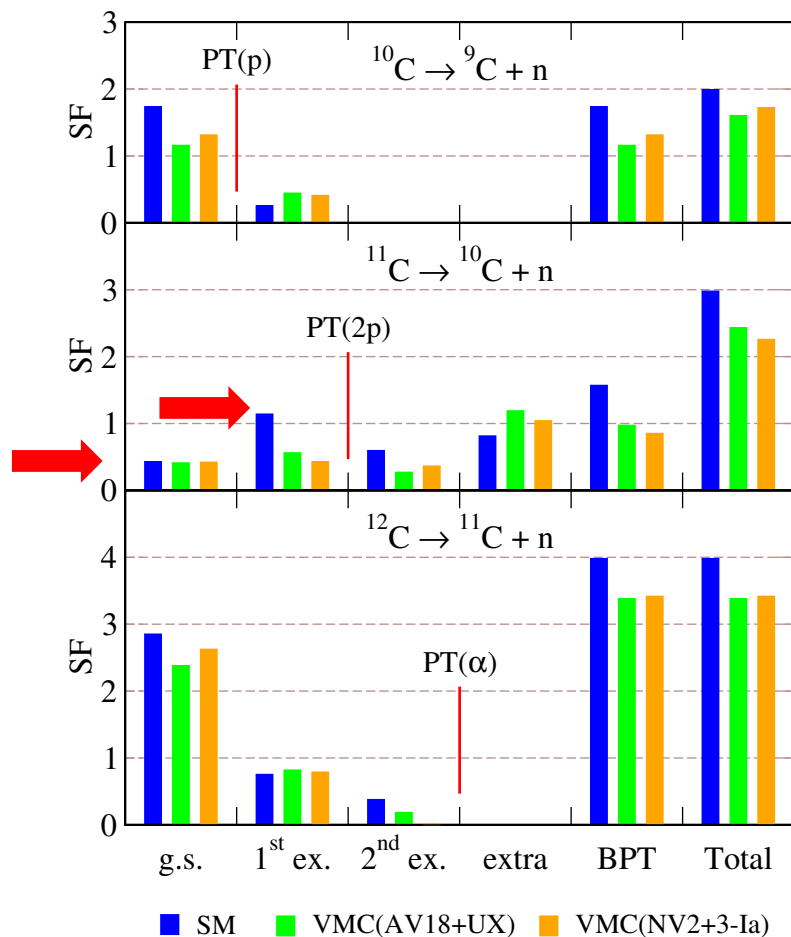 3
PT(p)
¹⁰C → ⁹C + n
2
SF
1
0
¹¹C → ¹⁰C + n
3
PT(2p)
2
SF
1
0
¹²C → ¹¹C + n
4
3
SF
PT(α)
2
1
0
g.s. 1ˢᵗ ex. 2ⁿᵈ ex. extra BPT Total
SM VMC(AV18+UX) VMC(NV2+3-Ia)